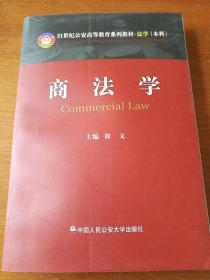 21世纪公安高等教育系列教材·法学（本科）
商法学
Commercial Law
主编 刘 文
中国人民公安大学出版社